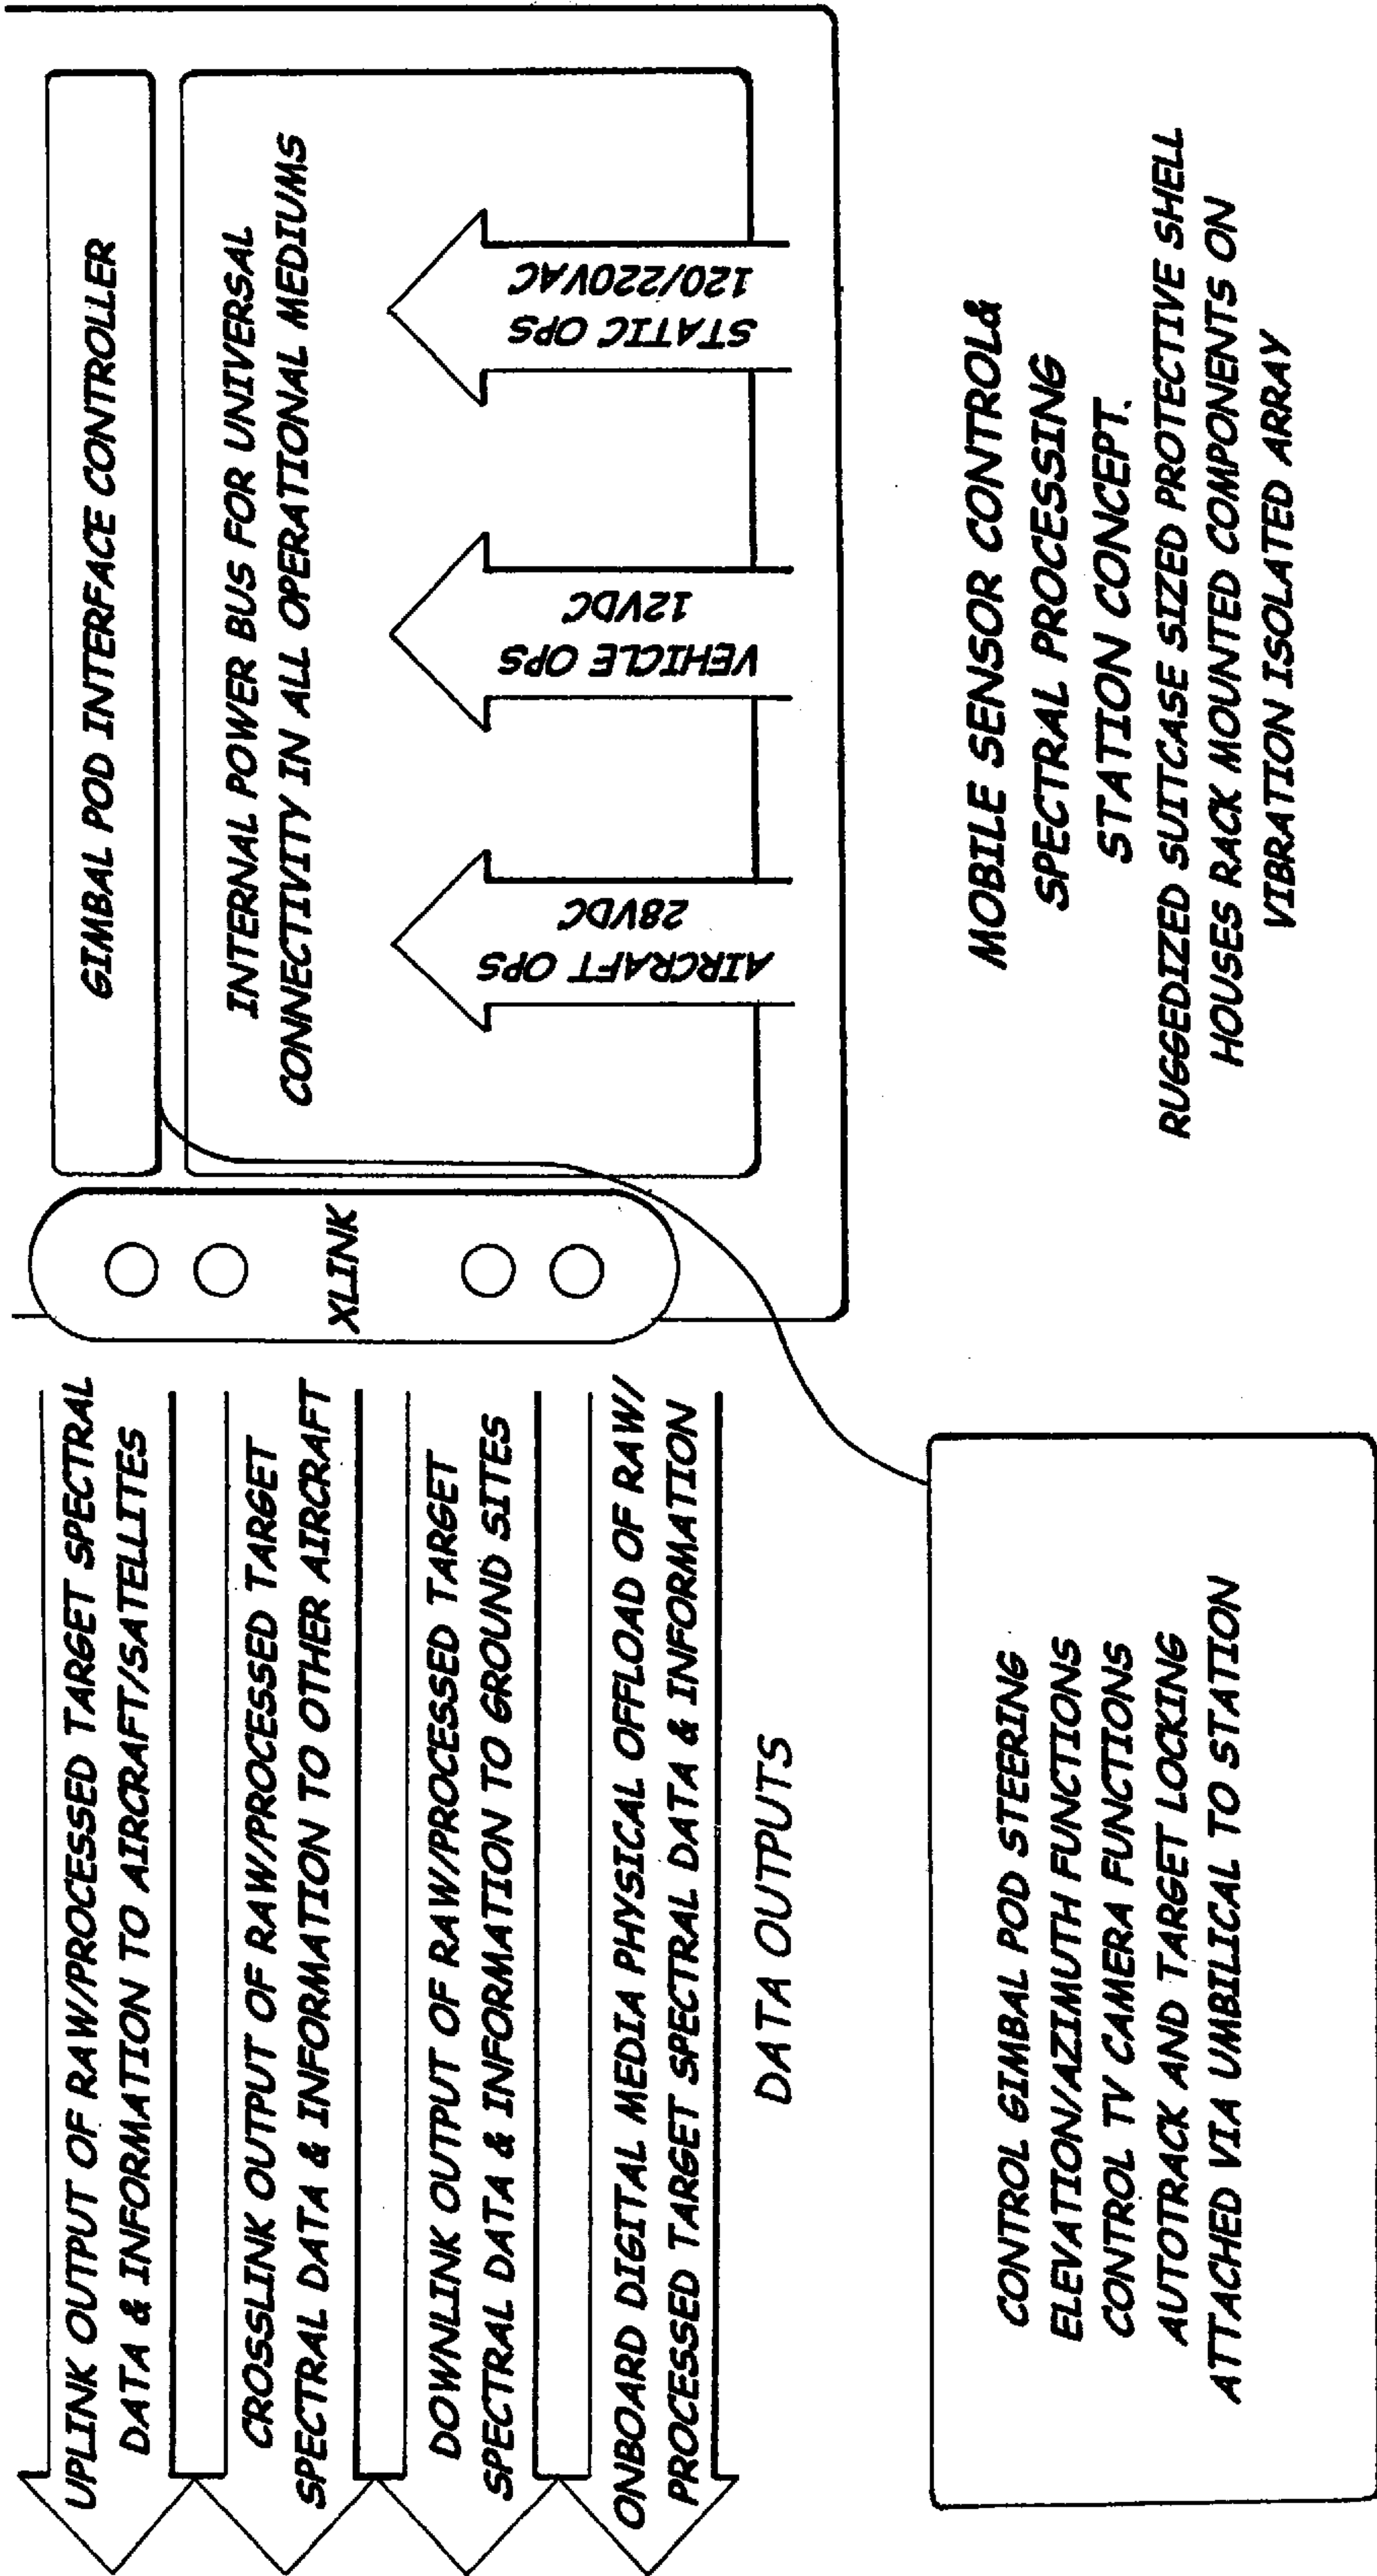 UPLINK OUTPUT OF RAW/PROCESSED TARGET SPECTRAL
DATA & INFORMATION TO AIRCRAFT/SATELLITES
CROSSLINK OUTPUT OF RAW/PROCESSED TARGET
SPECTRAL DATA & INFORMATION TO OTHER AIRCRAFT
DOWNLINK OUTPUT OF RAW/PROCESSED TARGET
SPECTRAL DATA & INFORMATION TO GROUND SITES
ONBOARD DIGITAL MEDIA PHYSICAL OFFLOAD OF RAW/
PROCESSED TARGET SPECTRAL DATA & INFORMATION
DATA OUTPUTS
XLINK
GIMBAL POD INTERFACE CONTROLLER
INTERNAL POWER BUS FOR UNIVERSAL
CONNECTIVITY IN ALL OPERATIONAL MEDIUMS
AIRCRAFT OPS
28VDC
VEHICLE OPS
12VDC
STATIC OPS
120/220VAC
CONTROL GIMBAL POD STEERING
ELEVATION/AZIMUTH FUNCTIONS
CONTROL TV CAMERA FUNCTIONS
AUTOTRACK AND TARGET LOCKING
ATTACHED VIA UMBILICAL TO STATION
MOBILE SENSOR CONTROL&
SPECTRAL PROCESSING
STATION CONCEPT.
RUGGEDIZED SUITCASE SIZED PROTECTIVE SHELL
HOUSES RACK MOUNTED COMPONENTS ON
VIBRATION ISOLATED ARRAY